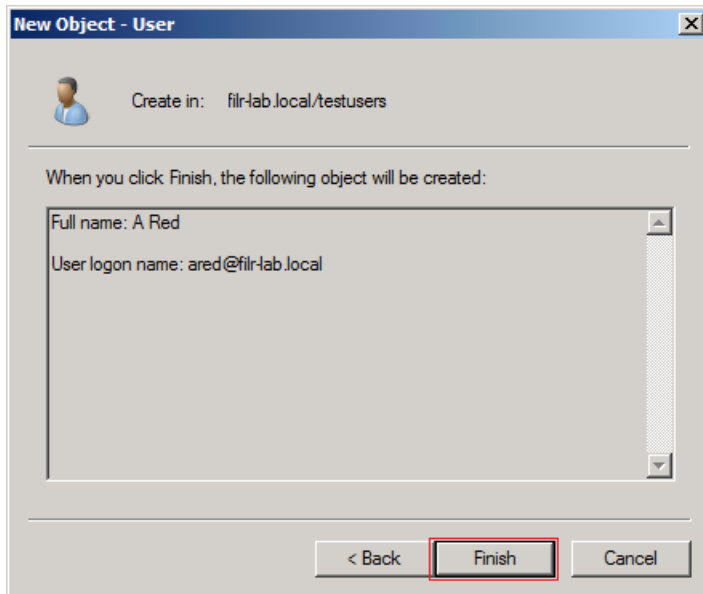 New Object - User
Create in: filr-lab.local/testusers
When you click Finish, the following object will be created:
Full name: A Red
User logon name: ared@filr-lab.local
< Back Finish Cancel